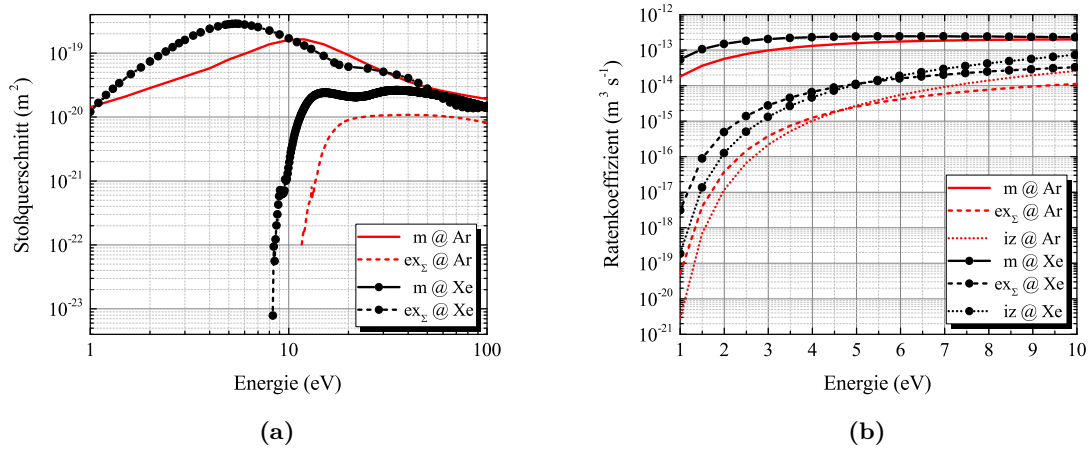 Stoßquerschnitt (m²)
10⁻¹⁹
10⁻²⁰
10⁻²¹
10⁻²²
10⁻²³
m @ Ar
ex_Σ @ Ar
m @ Xe
ex_Σ @ Xe
1 10 100
Energie (eV)
(a)
Ratenkoeffizient (m³ s⁻¹)
10⁻¹²
10⁻¹³
10⁻¹⁴
10⁻¹⁵
10⁻¹⁶
10⁻¹⁷
10⁻¹⁸
10⁻¹⁹
10⁻²⁰
10⁻²¹
m @ Ar
ex_Σ @ Ar
iz @ Ar
m @ Xe
ex_Σ @ Xe
iz @ Xe
1 2 3 4 5 6 7 8 9 10
Energie (eV)
(b)